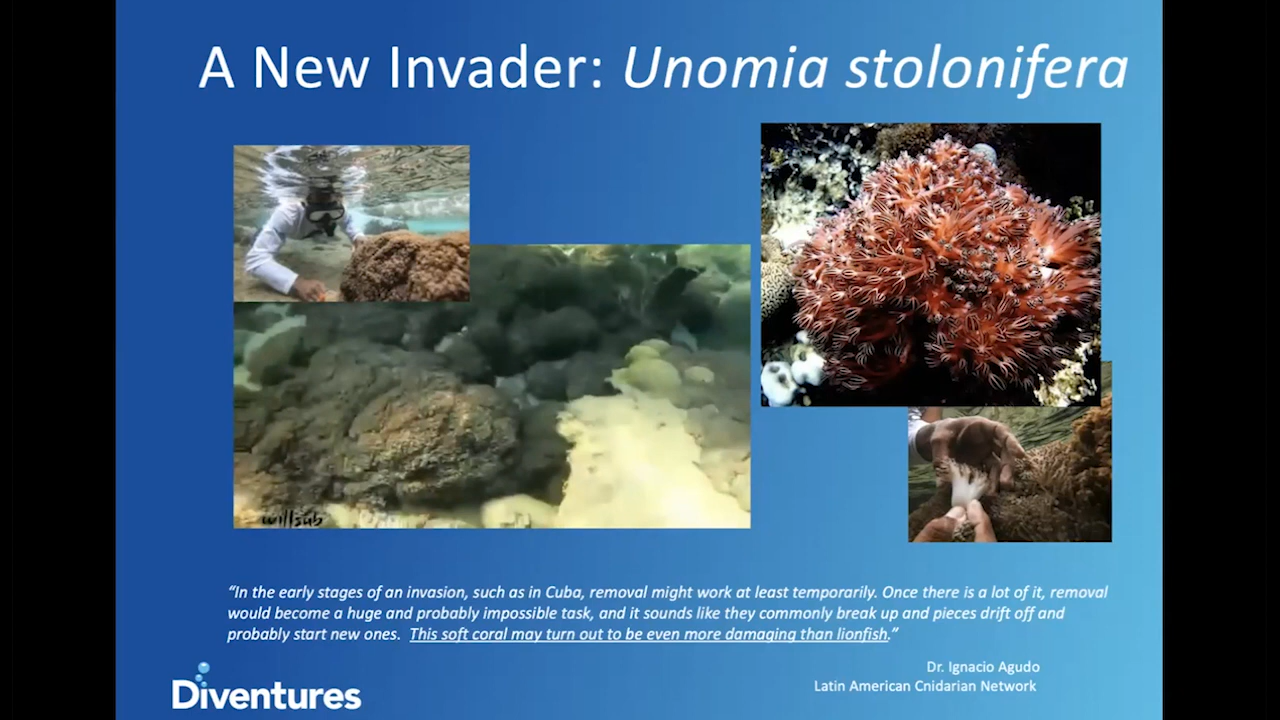 A New Invader: Unomia stolonifera
willsub
“In the early stages of an invasion, such as in Cuba, removal might work at least temporarily. Once there is a lot of it, removal
would become a huge and probably impossible task, and it sounds like they commonly break up and pieces drift off and
probably start new ones. This soft coral may turn out to be even more damaging than lionfish.”
Dr. Ignacio Agudo
Latin American Cnidarian Network
Diventures